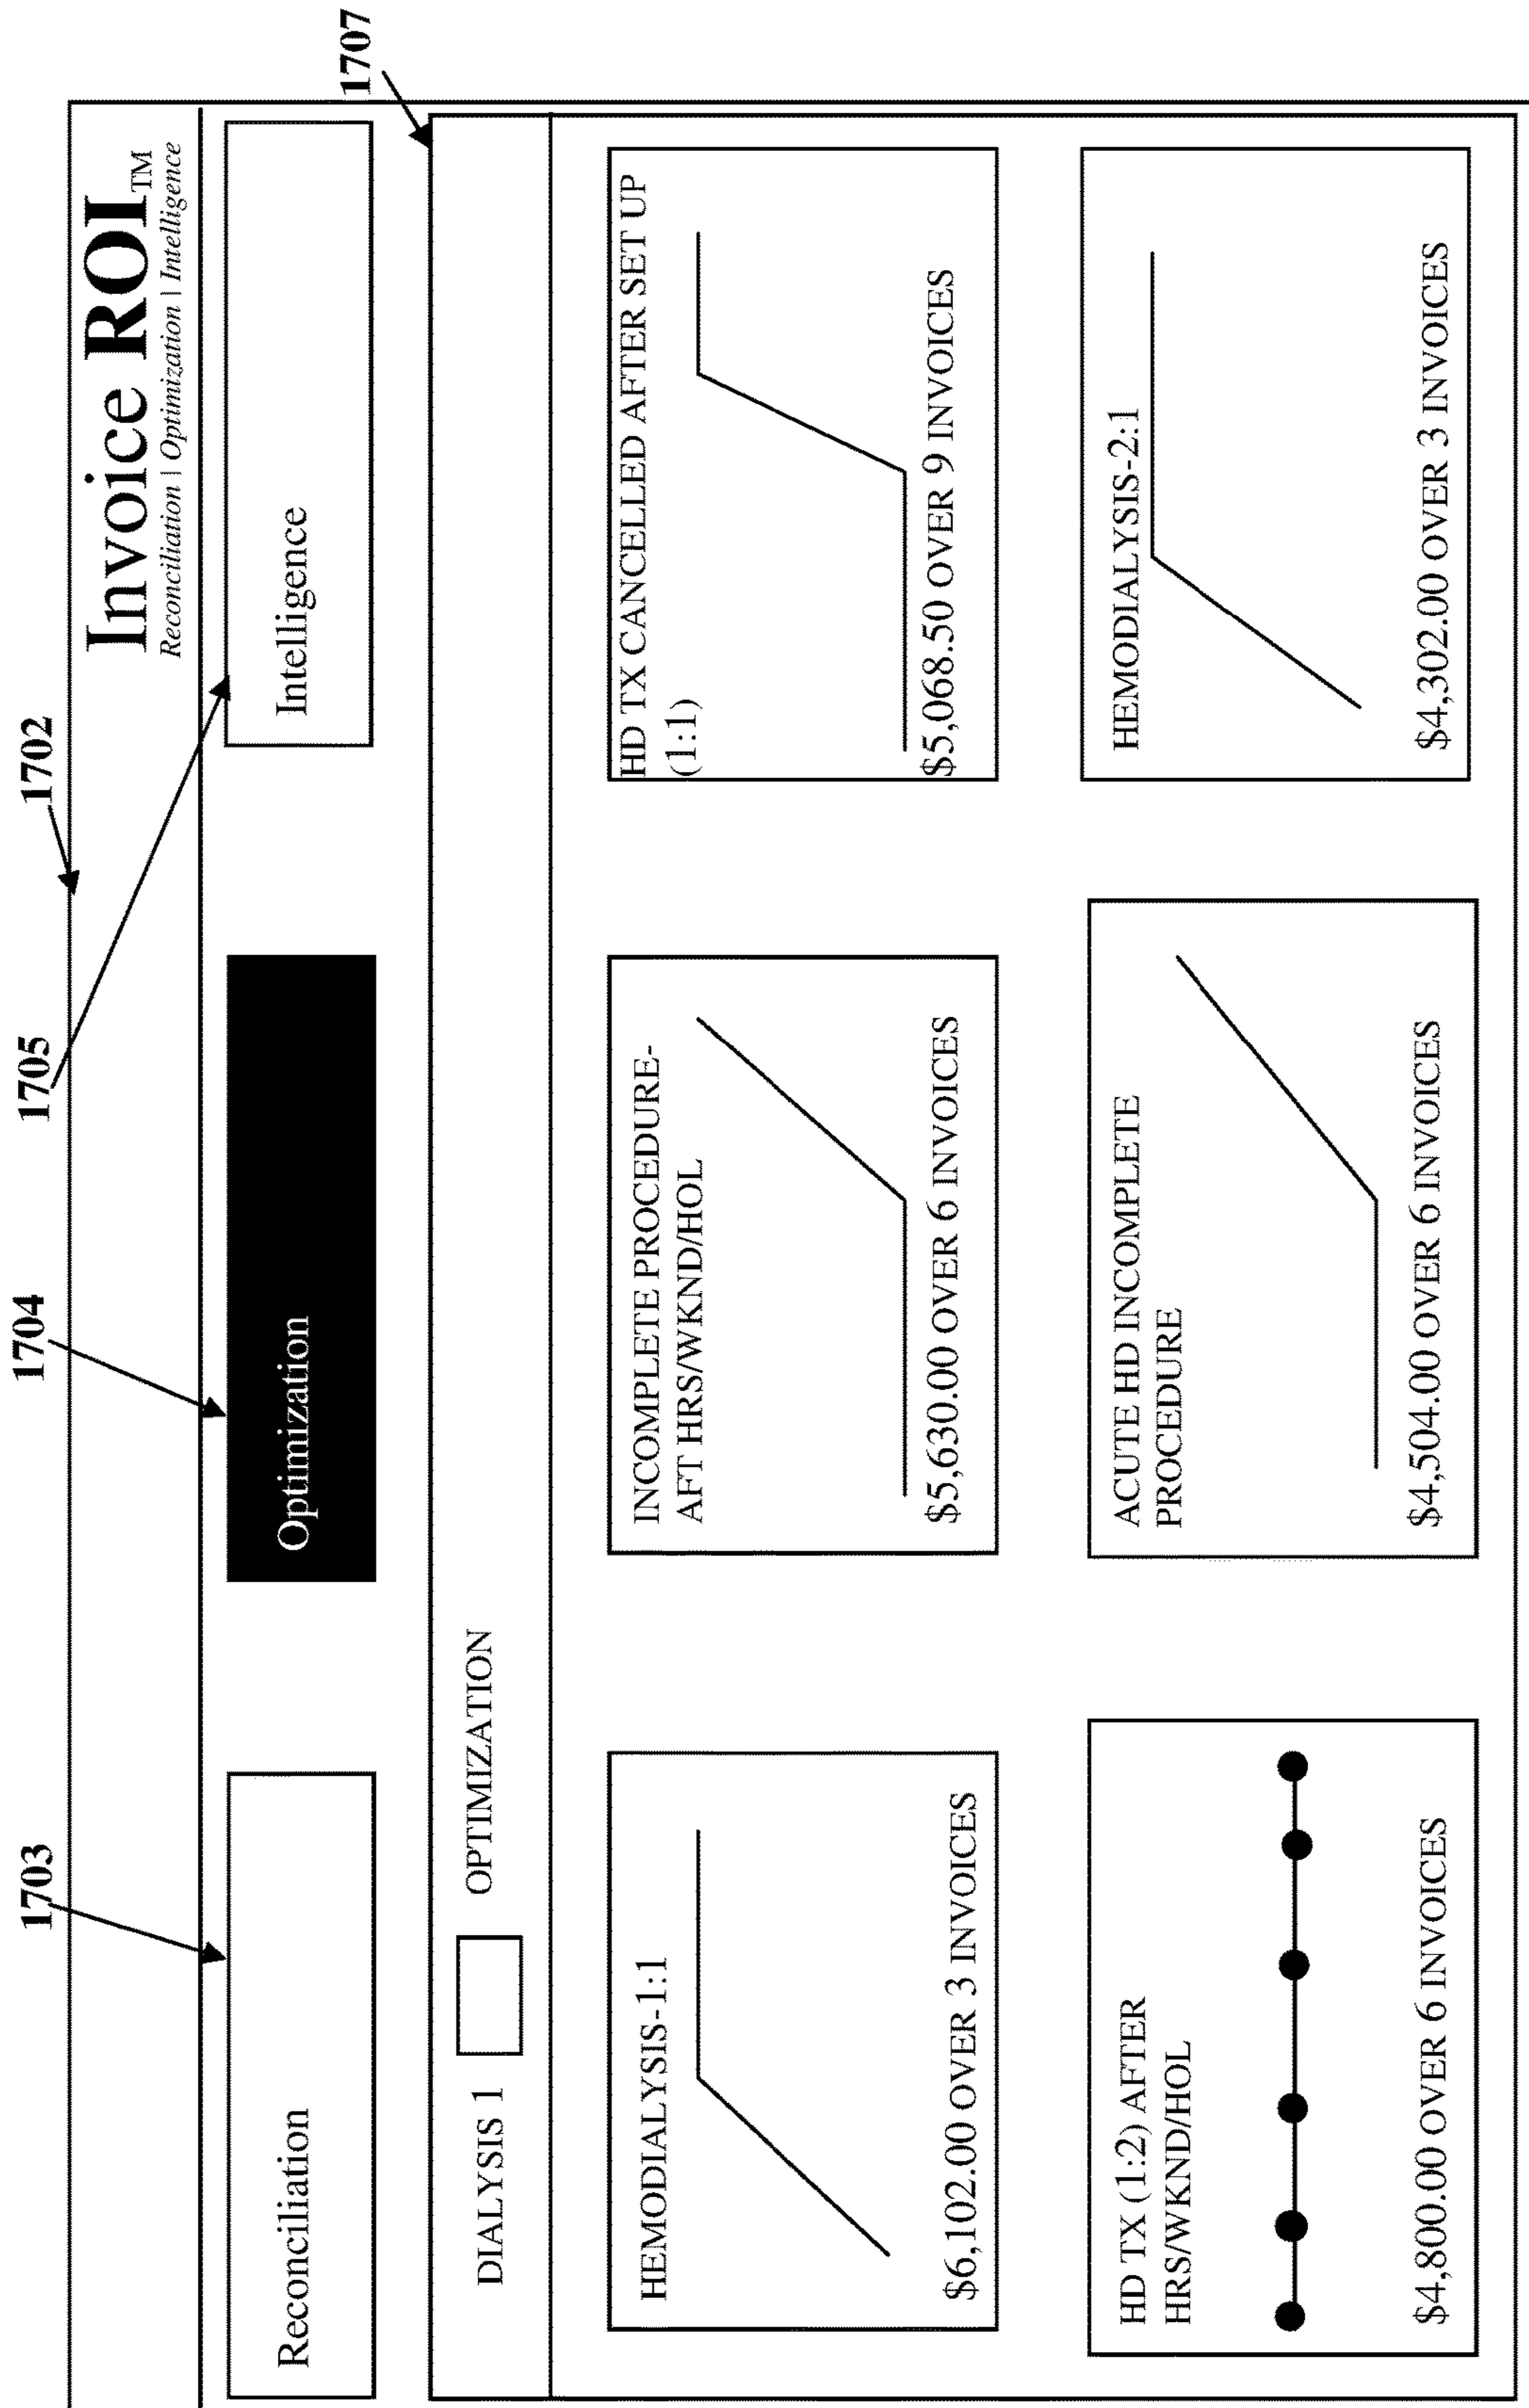 1702
1703
1704
1705
1707
Invoice ROI™
Reconciliation | Optimization | Intelligence
Reconciliation
Optimization
Intelligence
DIALYSIS 1
OPTIMIZATION
HEMODIALYSIS-1:1
$6,102.00 OVER 3 INVOICES
INCOMPLETE PROCEDURE-
AFT HRS/WKND/HOL
$5,630.00 OVER 6 INVOICES
HD TX CANCELLED AFTER SET UP
(1:1)
$5,068.50 OVER 9 INVOICES
HD TX (1:2) AFTER
HRS/WKND/HOL
$4,800.00 OVER 6 INVOICES
ACUTE HD INCOMPLETE
PROCEDURE
$4,504.00 OVER 6 INVOICES
HEMODIALYSIS-2:1
$4,302.00 OVER 3 INVOICES